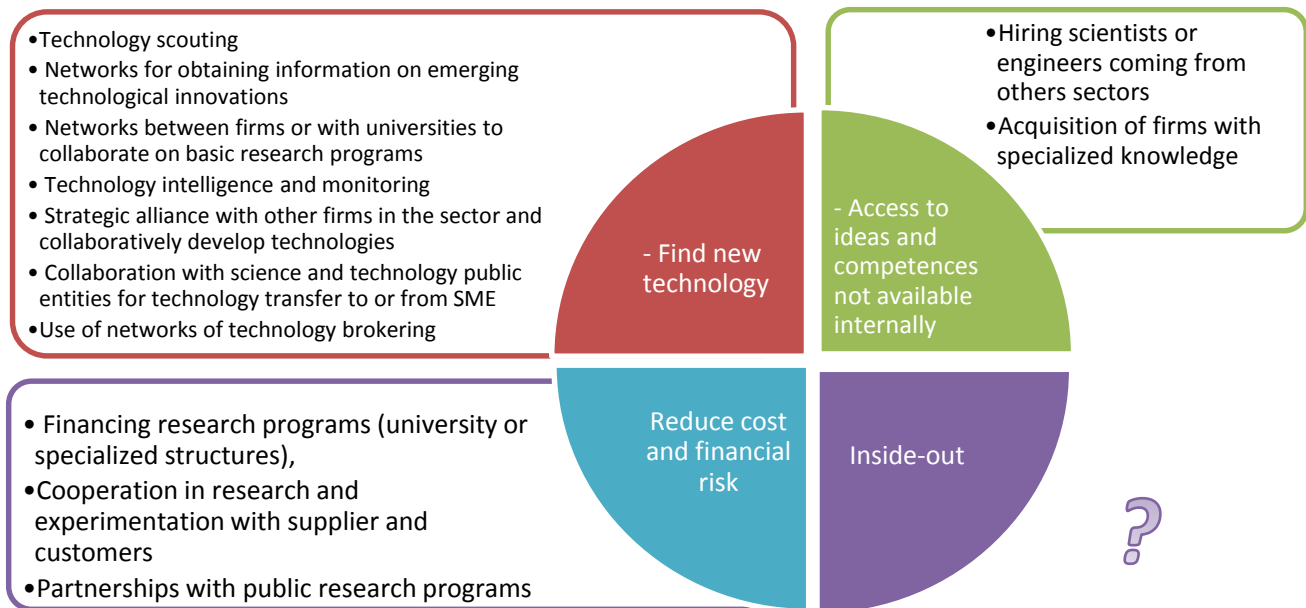 •Technology scouting
• Networks for obtaining information on emerging
technological innovations
• Networks between firms or with universities to
collaborate on basic research programs
• Technology intelligence and monitoring
• Strategic alliance with other firms in the sector and
collaboratively develop technologies
• Collaboration with science and technology public
entities for technology transfer to or from SME
•Use of networks of technology brokering
•Hiring scientists or
engineers coming from
others sectors
•Acquisition of firms with
specialized knowledge
- Find new
technology
- Access to
ideas and
competences
not available
internally
• Financing research programs (university or
specialized structures),
•Cooperation in research and
experimentation with supplier and
customers
•Partnerships with public research programs
Reduce cost
and financial
risk
Inside-out
?